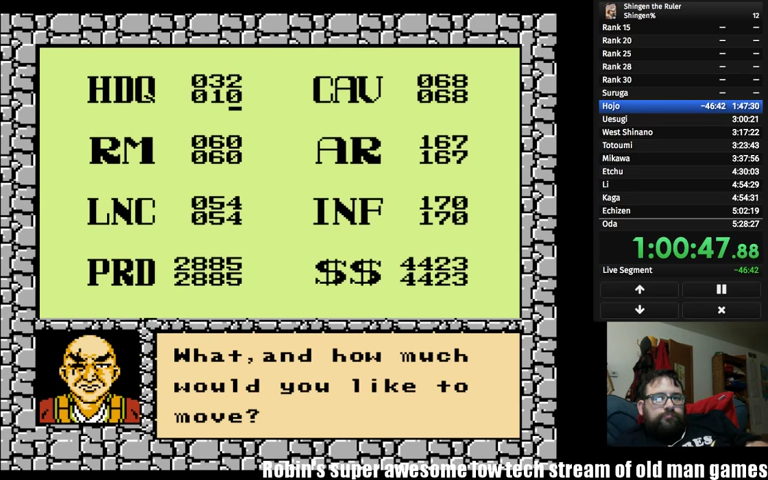 HDQ 032 CAV 068
010 068
RM 060 AR 167
060 167
LNC 054 INF 170
054 170
PRD 2885 $$ 4423
2885 4423
What,and how much
would you like to
move?
Shingen the Ruler
Shingen% 12
Rank 15 — —
Rank 20 — —
Rank 25 — —
Rank 28 — —
Rank 30 — —
Suruga — —
Hojo -46:42 1:47:30
Uesugi 3:00:21
West Shinano 3:17:22
Totoumi 3:23:43
Mikawa 3:37:56
Etchu 4:30:03
Li 4:54:29
Kaga 4:54:31
Echizen 5:02:19
Oda 5:28:27
1:00:47.88
Live Segment -46:42
Robin's super awesome low tech stream of old man games